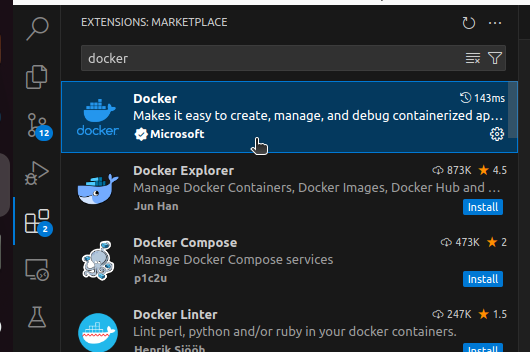 EXTENSIONS: MARKETPLACE
docker
Docker 143ms
Makes it easy to create, manage, and debug containerized ap...
docker Microsoft
12
Docker Explorer 873K 4.5
Manage Docker Containers, Docker Images, Docker Hub and ...
Jun Han Install
2
Docker Compose 473K 2
Manage Docker Compose services
p1c2u Install
Docker Linter 247K 1.5
Lint perl, python and/or ruby in your docker containers.
Henrik Sjööh Install